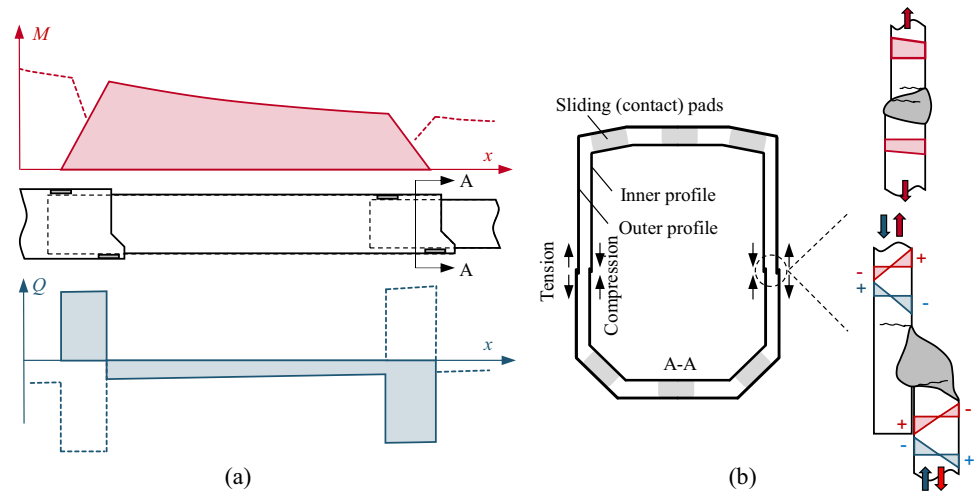 M
x
A
A
Q
x
(a)
Sliding (contact) pads
Inner profile
Outer profile
Tension
Compression
A-A
(b)
+
-
+
-
-
+
-
+